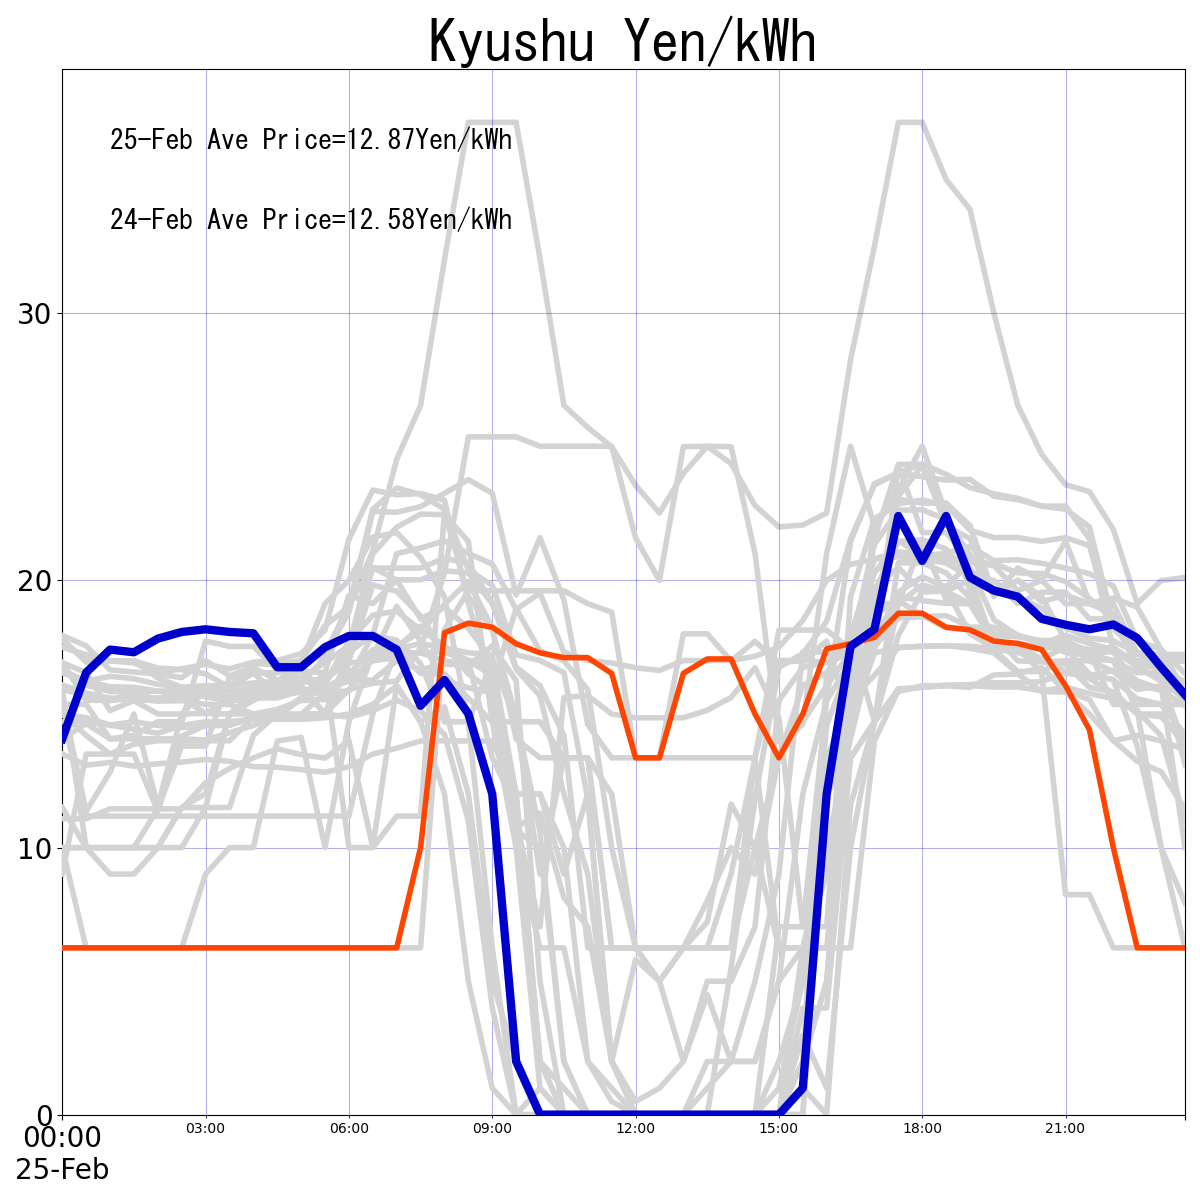 Kyushu Yen/kWh
25-Feb Ave Price=12.87Yen/kWh
24-Feb Ave Price=12.58Yen/kWh
30
20
10
0
00:00 03:00 06:00 09:00 12:00 15:00 18:00 21:00
25-Feb